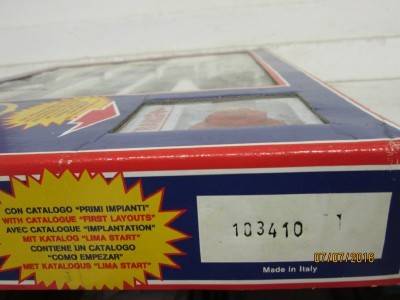 CON CATALOGO "PRIMI IMPIANTI"
WITH CATALOGUE "FIRST LAYOUTS"
AVEC CATALOGUE "IMPLANTATION"
MIT KATALOG "LIMA START"
CONTIENE UN CATALOGO
"COMO EMPEZAR"
MET KATALOGUS "LIMA START"
103410
Made in Italy
07/07/2016